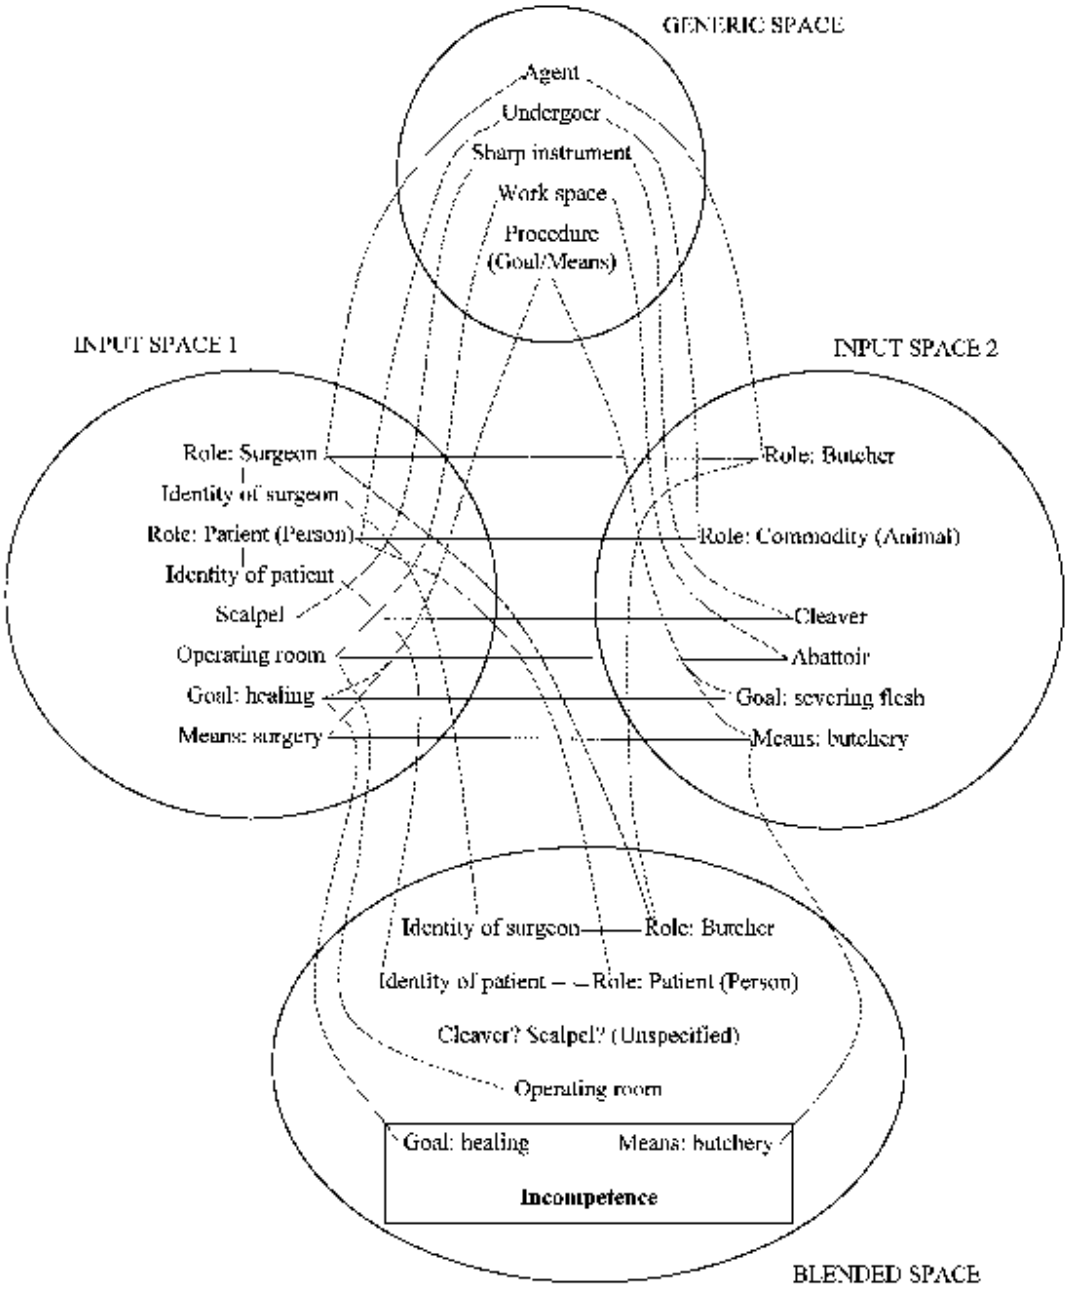 GENERIC SPACE
Agent
Undergoer
Sharp instrument
Work space
Procedure
(Goal/Means)
INPUT SPACE 1
Role: Surgeon
Identity of surgeon
Role: Patient (Person)
Identity of patient
Scalpel
Operating room
Goal: healing
Means: surgery
INPUT SPACE 2
Role: Butcher
Role: Commodity (Animal)
Cleaver
Abattoir
Goal: severing flesh
Means: butchery
Identity of surgeon
Role: Butcher
Identity of patient
Role: Patient (Person)
Cleaver? Scalpel? (Unspecified)
Operating room
Goal: healing
Means: butchery
Incompetence
BLENDED SPACE